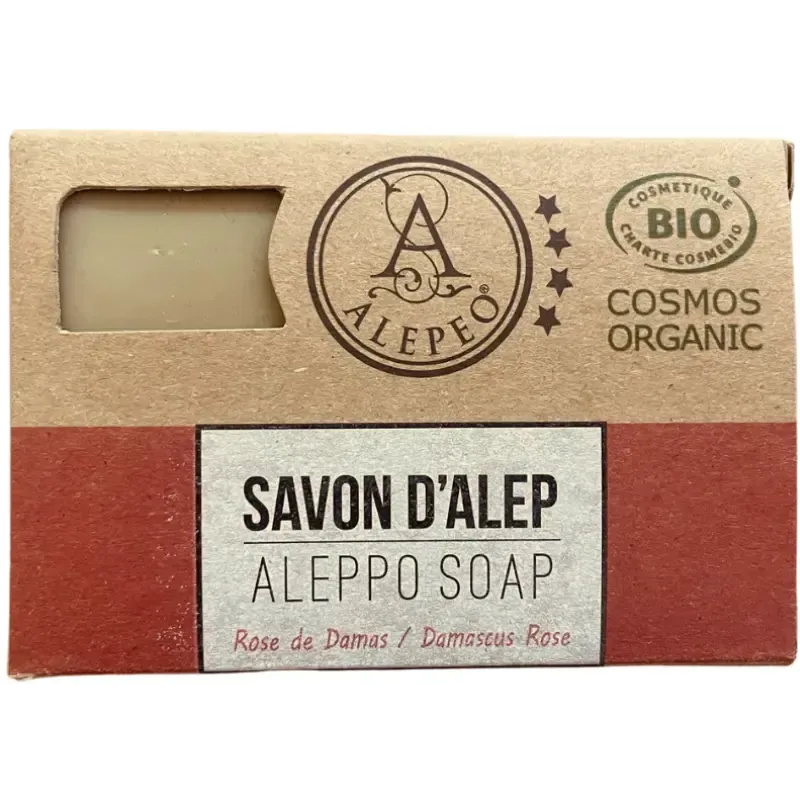 A
ALEPEO®
COSMETIQUE
BIO
CHARTE COSMEBIO
COSMOS
ORGANIC
SAVON D'ALEP
ALEPPO SOAP
Rose de Damas / Damascus Rose